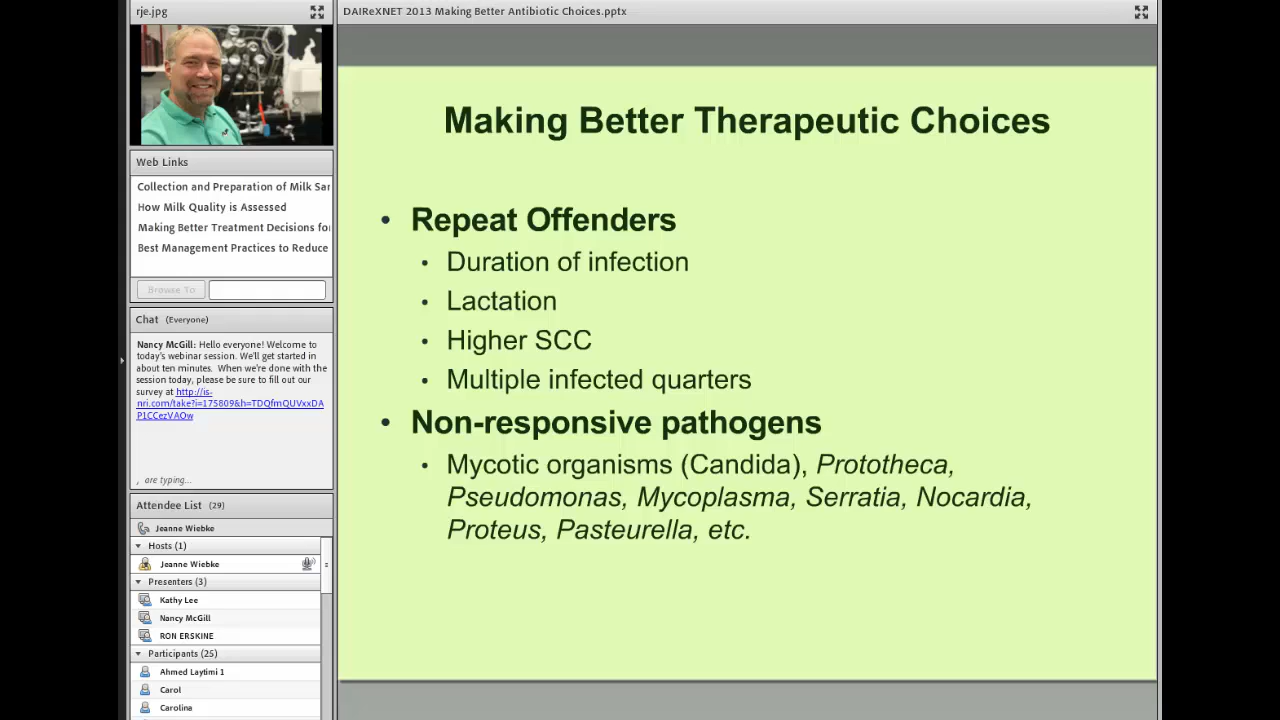 rje.jpg
DAIReXNET 2013 Making Better Antibiotic Choices.pptx
Web Links
Collection and Preparation of Milk Sar
How Milk Quality is Assessed
Making Better Treatment Decisions fo
Best Management Practices to Reduce
Browse To
Chat (Everyone)
Nancy McGill: Hello everyone! Welcome to
today's webinar session. We'll get started in
about ten minutes. When we're done with the
session today, please be sure to fill out our
survey at http://is-
nri.com/take?i=175809&h=TDQfmQUVxxDA
P1CCezVAOw
, are typing...
Attendee List (29)
Jeanne Wiebke
Hosts (1)
Jeanne Wiebke
Presenters (3)
Kathy Lee
Nancy McGill
RON ERSKINE
Participants (25)
Ahmed Laytimi 1
Carol
Carolina
Making Better Therapeutic Choices
• Repeat Offenders
• Duration of infection
• Lactation
• Higher SCC
• Multiple infected quarters
• Non-responsive pathogens
• Mycotic organisms (Candida), Prototheca,
Pseudomonas, Mycoplasma, Serratia, Nocardia,
Proteus, Pasteurella, etc.